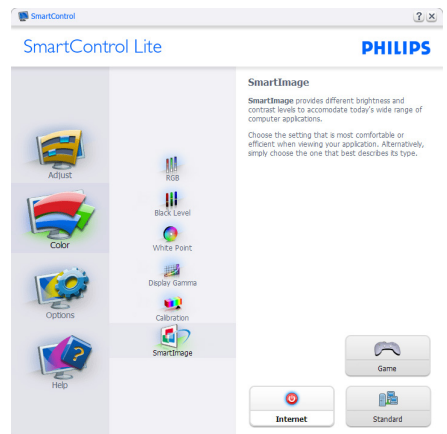 SmartControl
SmartControl Lite
PHILIPS
Adjust
Color
Options
Help
RGB
Black Level
White Point
Display Gamma
Calibration
SmartImage
SmartImage
SmartImage provides different brightness and
contrast levels to accomodate today's wide range of
computer applications.
Choose the setting that is most comfortable or
efficient when viewing your application. Alternatively,
simply choose the one that best describes its type.
Game
Internet
Standard